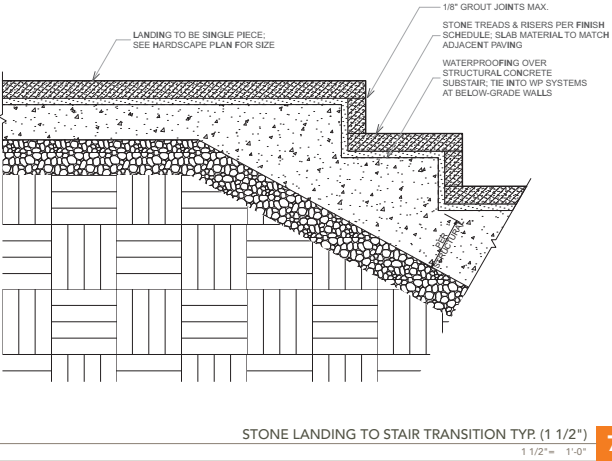 1/8" GROUT JOINTS MAX.
STONE TREADS & RISERS PER FINISH
SCHEDULE; SLAB MATERIAL TO MATCH
ADJACENT PAVING
LANDING TO BE SINGLE PIECE;
SEE HARDSCAPE PLAN FOR SIZE
WATERPROOFING OVER
STRUCTURAL CONCRETE
SUBSTAIR; TIE INTO WP SYSTEMS
AT BELOW-GRADE WALLS
PER
STRUCTURAL
STONE LANDING TO STAIR TRANSITION TYP. (1 1/2")
1 1/2"= 1'-0"
7